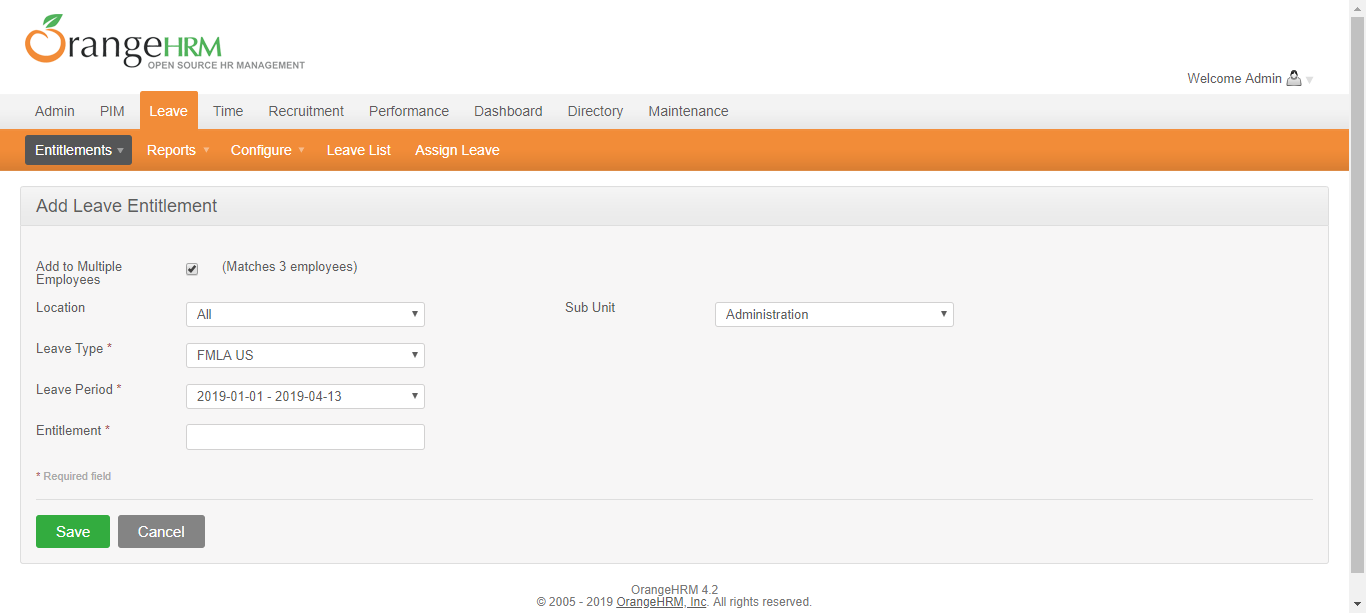 OrangeHRM
OPEN SOURCE HR MANAGEMENT
Welcome Admin
Admin PIM Leave Time Recruitment Performance Dashboard Directory Maintenance
Entitlements Reports Configure Leave List Assign Leave
Add Leave Entitlement
Add to Multiple Employees (Matches 3 employees)
Location All Sub Unit Administration
Leave Type * FMLA US
Leave Period * 2019-01-01 - 2019-04-13
Entitlement *
* Required field
Save Cancel
OrangeHRM 4.2
© 2005 - 2019 OrangeHRM, Inc. All rights reserved.